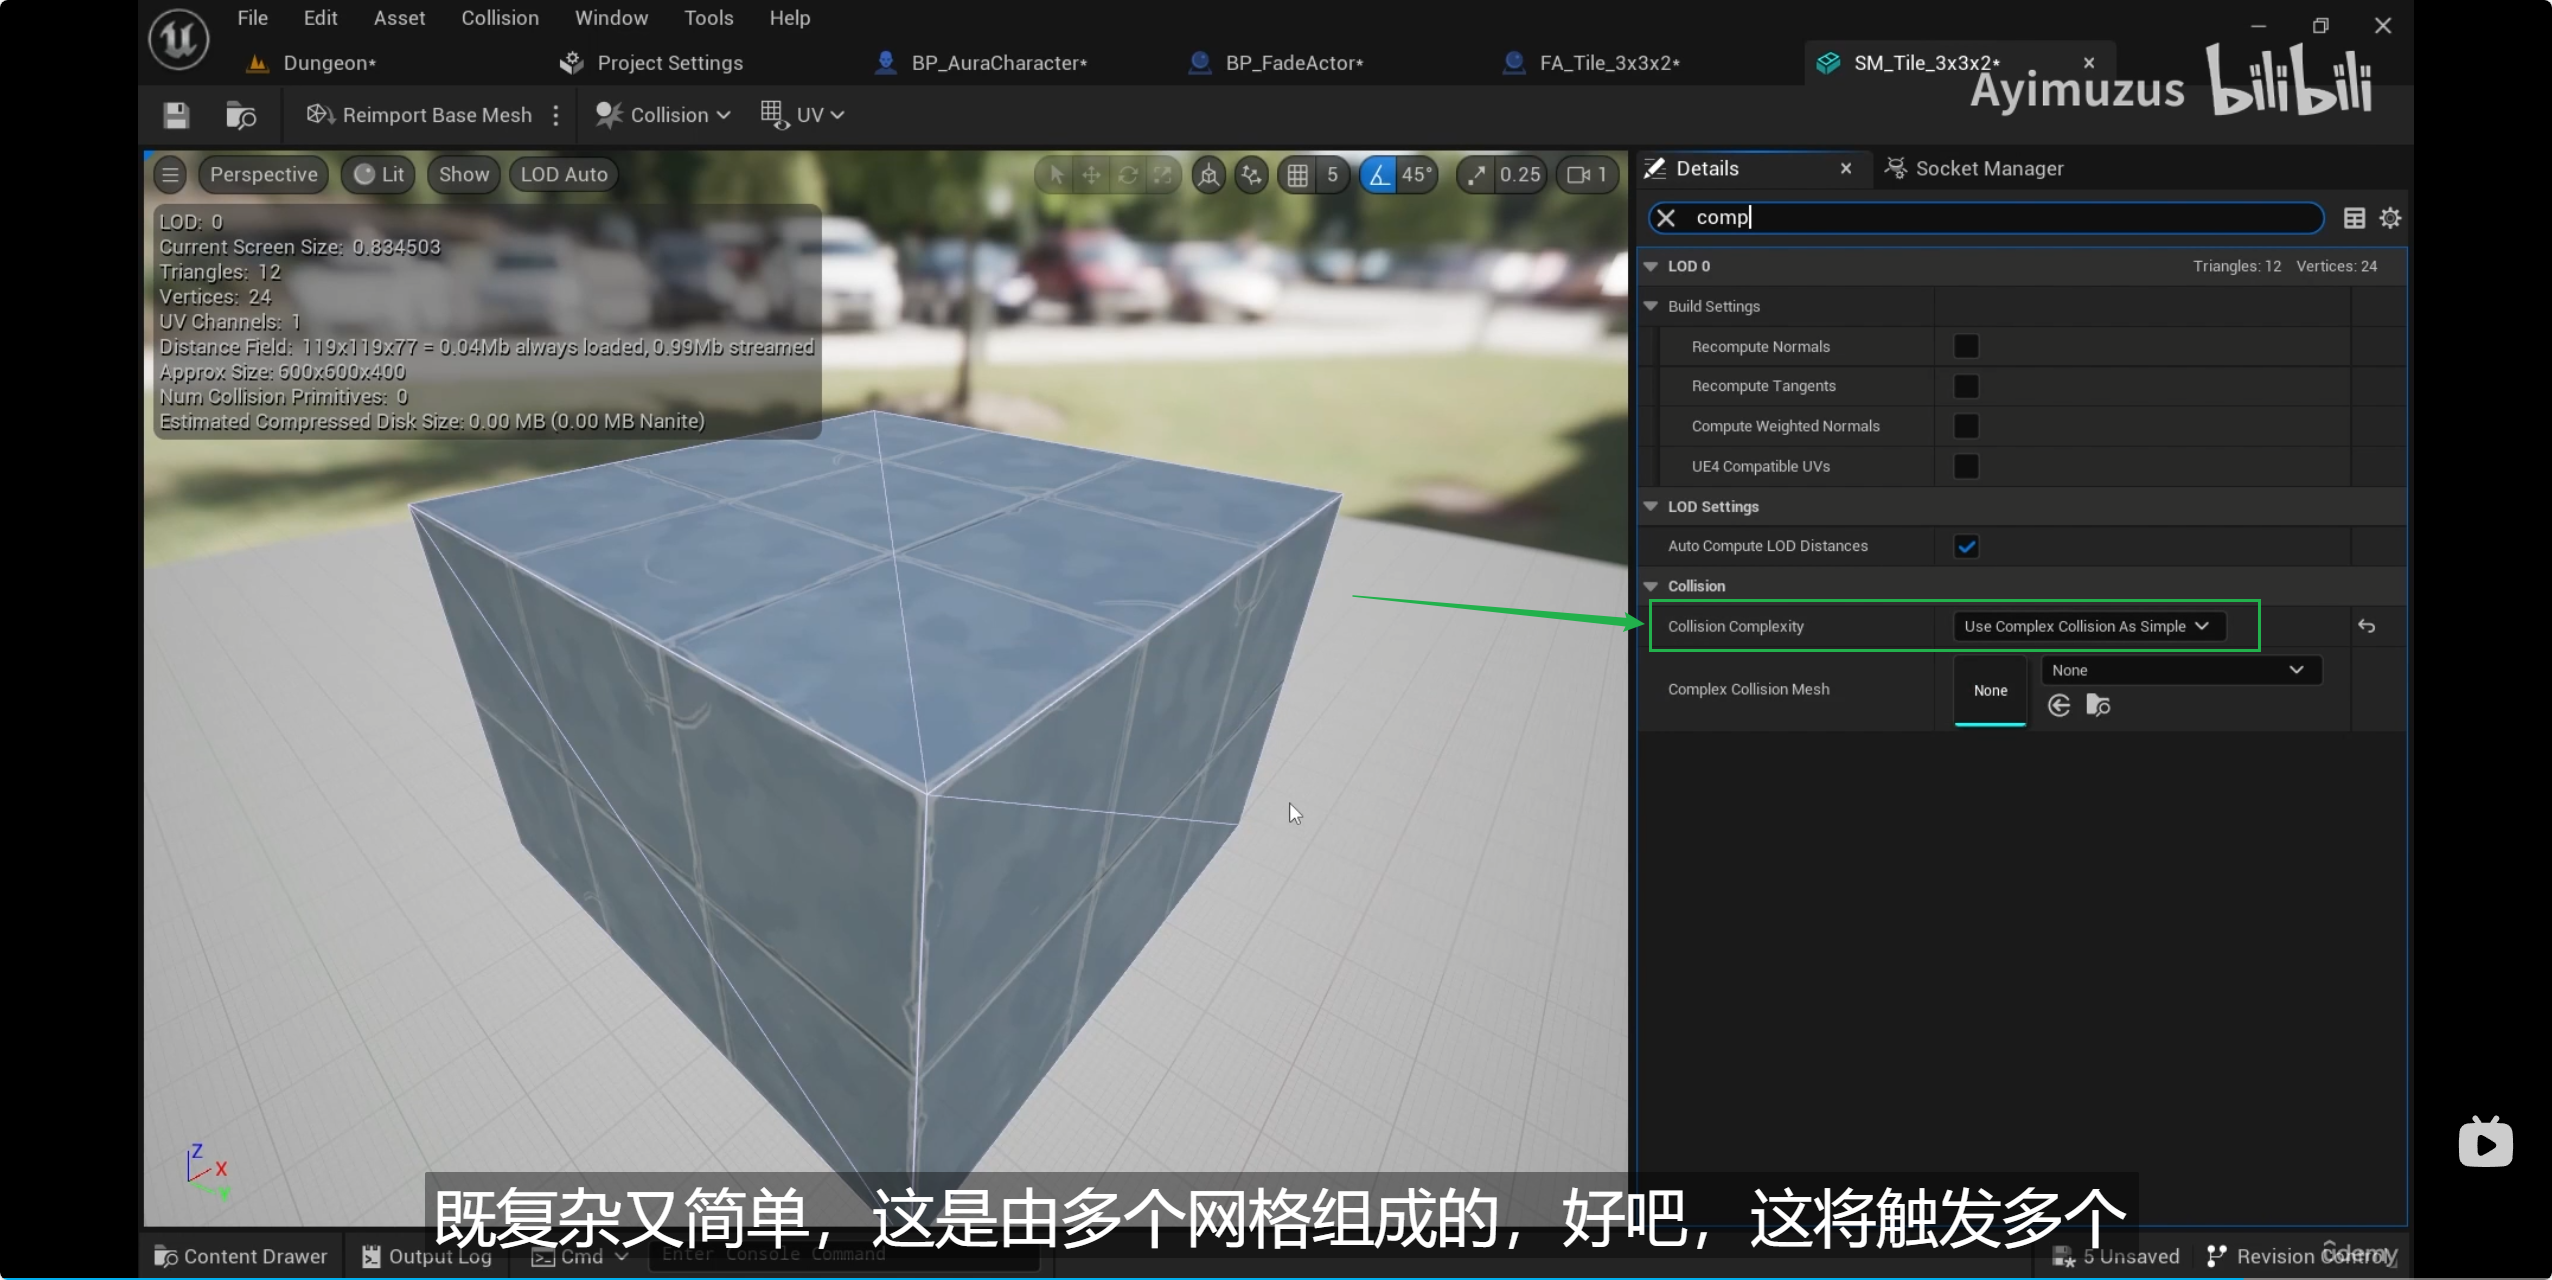 File Edit Asset Collision Window Tools Help
Dungeon* Project Settings BP_AuraCharacter* BP_FadeActor* FA_Tile_3x3x2* SM_Tile_3x3x2*
Ayimuzus bilibili
Reimport Base Mesh Collision UV
Perspective Lit Show LOD Auto 5 45° 0.25 1
LOD: 0
Current Screen Size: 0.834503
Triangles: 12
Vertices: 24
UV Channels: 1
Distance Field: 119x119x77 = 0.04Mb always loaded, 0.99Mb streamed
Approx Size: 600x600x400
Num Collision Primitives: 0
Estimated Compressed Disk Size: 0.00 MB (0.00 MB Nanite)
Details Socket Manager
comp
LOD 0 Triangles: 12 Vertices: 24
Build Settings
Recompute Normals
Recompute Tangents
Compute Weighted Normals
UE4 Compatible UVs
LOD Settings
Auto Compute LOD Distances
Collision
Collision Complexity Use Complex Collision As Simple
Complex Collision Mesh None None
Z
X
Y
既复杂又简单，这是由多个网格组成的，好吧，这将触发多个
Content Drawer Output Log Cmd Enter Console Command 5 Unsaved Revision Control
ûdemy